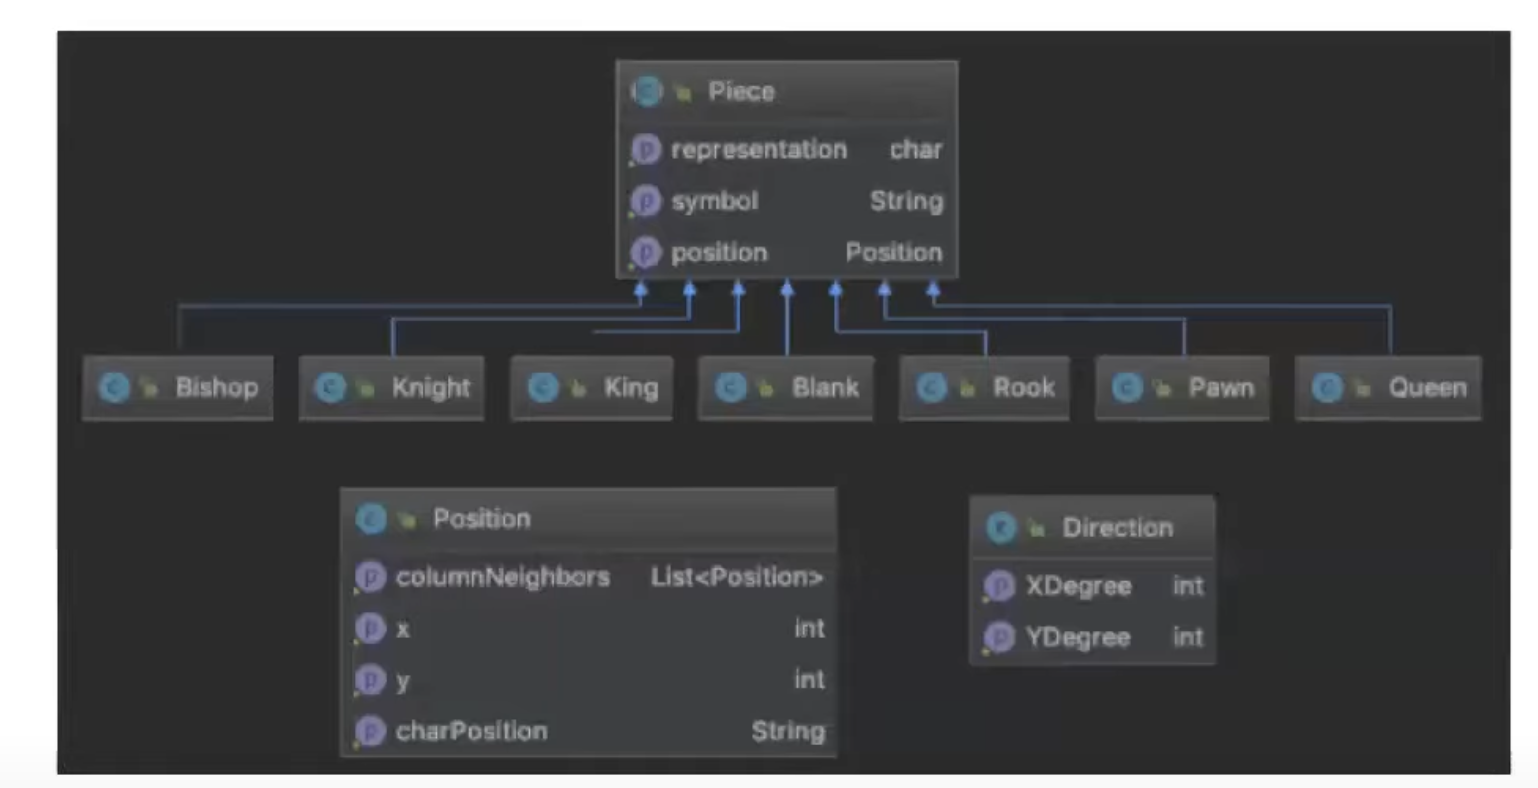 Piece
representation char
symbol String
position Position
Bishop Knight King Blank Rook Pawn Queen
Position
columnNeighbors List<Position>
x int
y int
charPosition String
Direction
XDegree int
YDegree int